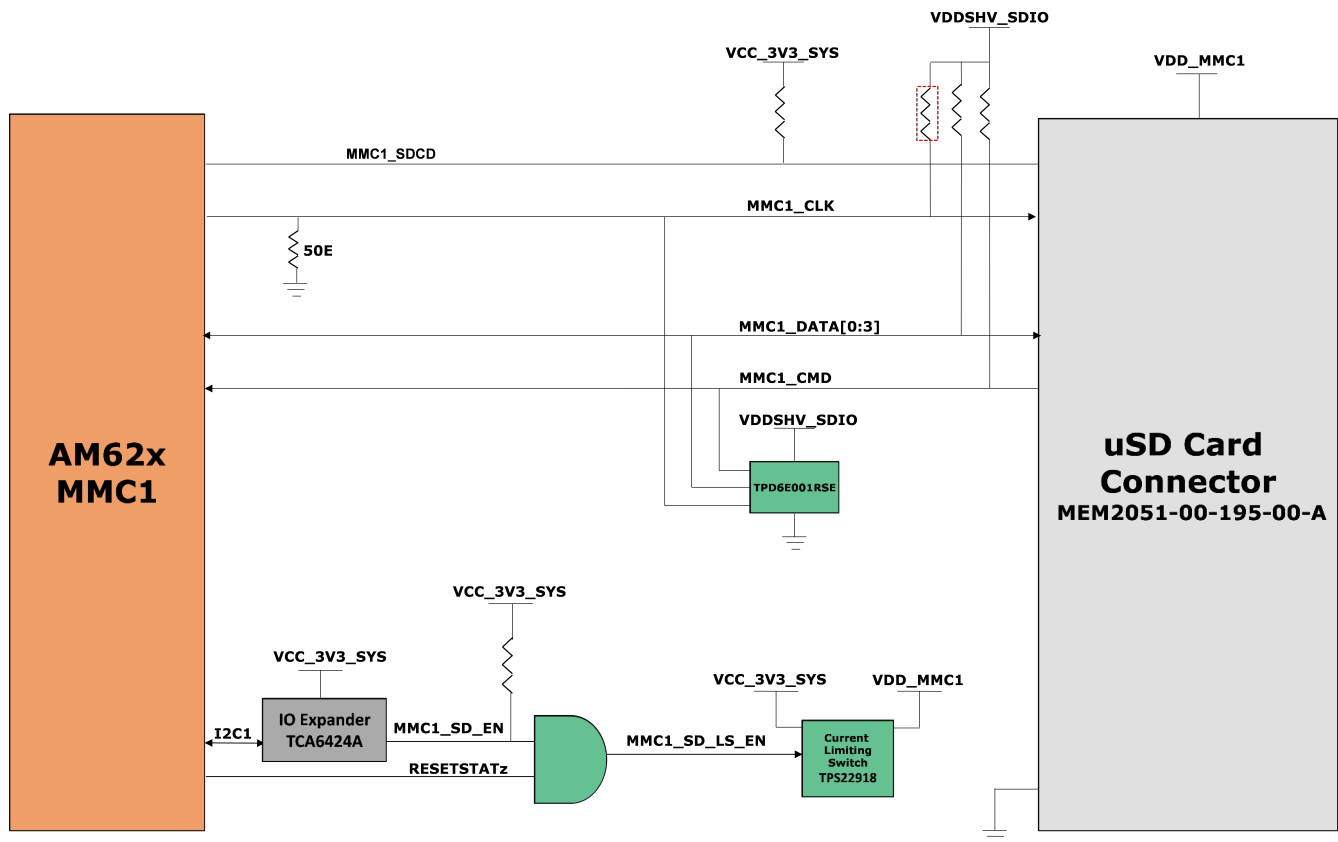 VDDSHV_SDIO
VCC_3V3_SYS
VDD_MMC1
MMC1_SDCD
MMC1_CLK
50E
MMC1_DATA[0:3]
MMC1_CMD
VDDSHV_SDIO
TPD6E001RSE
AM62x
MMC1
uSD Card
Connector
MEM2051-00-195-00-A
VCC_3V3_SYS
VCC_3V3_SYS
IO Expander
TCA6424A
I2C1
MMC1_SD_EN
RESETSTATz
MMC1_SD_LS_EN
VCC_3V3_SYS
VDD_MMC1
Current
Limiting
Switch
TPS22918